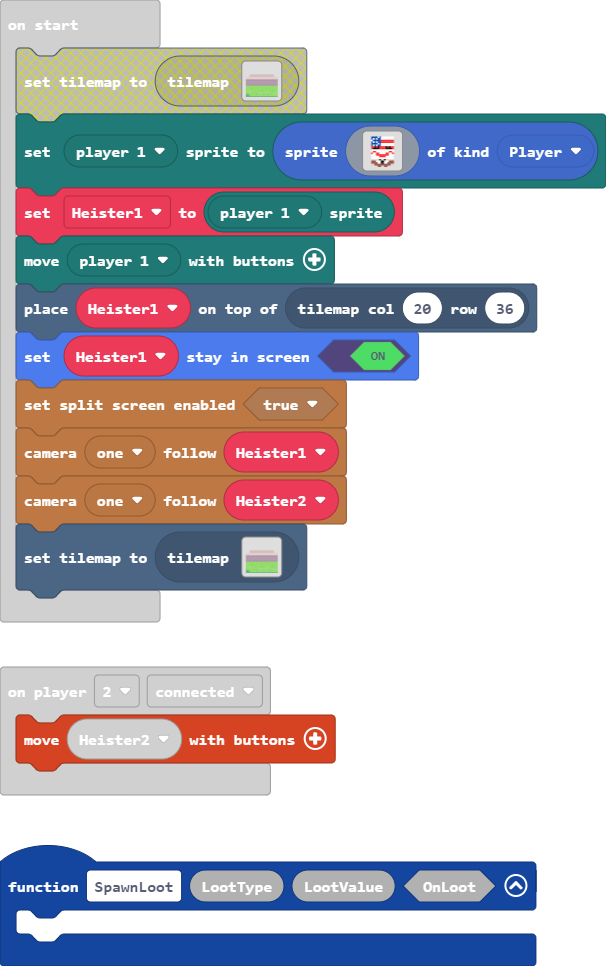 on start
set tilemap to tilemap
set player 1 sprite to sprite of kind Player
set Heister1 to player 1 sprite
move player 1 with buttons
place Heister1 on top of tilemap col 20 row 36
set Heister1 stay in screen ON
set split screen enabled true
camera one follow Heister1
camera one follow Heister2
set tilemap to tilemap
on player 2 connected
move Heister2 with buttons
function SpawnLoot LootType LootValue OnLoot